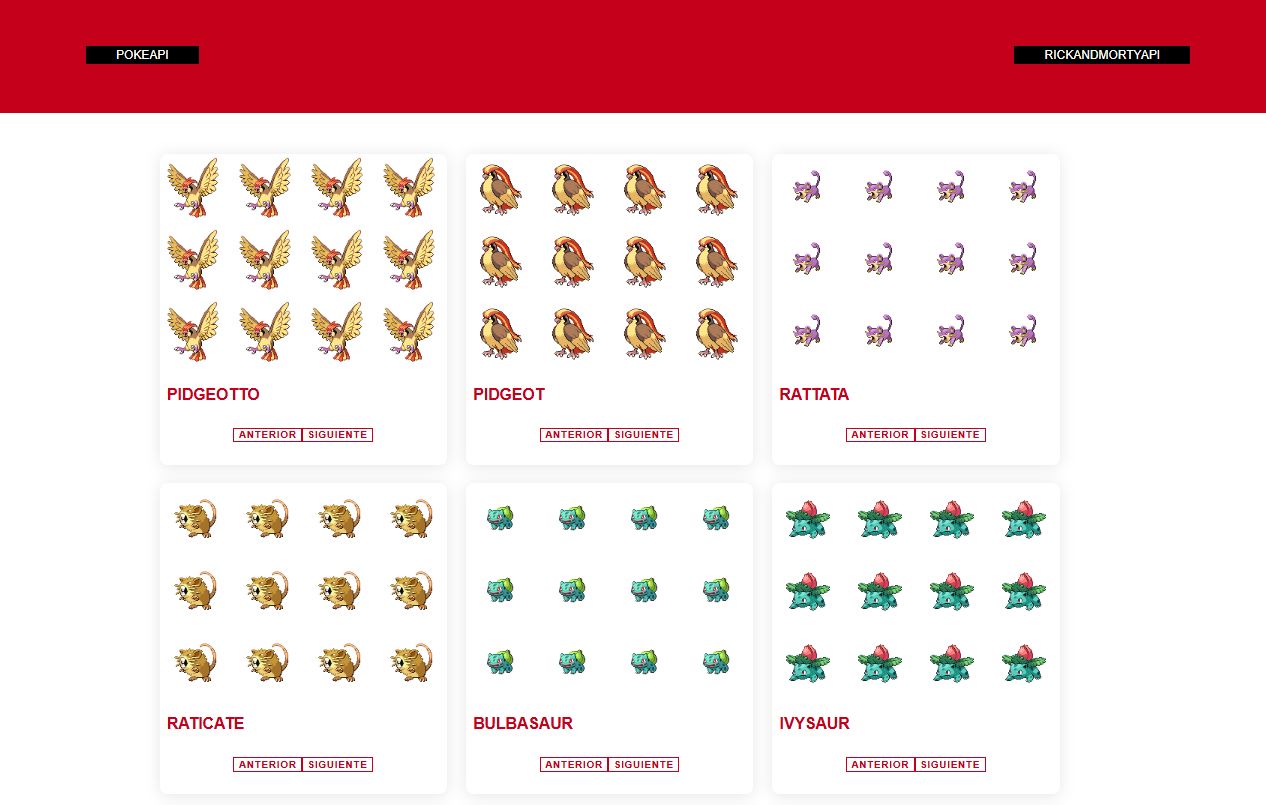 POKEAPI
RICKANDMORTYAPI
PIDGEOTTO
ANTERIOR SIGUIENTE
PIDGEOT
ANTERIOR SIGUIENTE
RATTATA
ANTERIOR SIGUIENTE
RATICATE
ANTERIOR SIGUIENTE
BULBASAUR
ANTERIOR SIGUIENTE
IVYSAUR
ANTERIOR SIGUIENTE